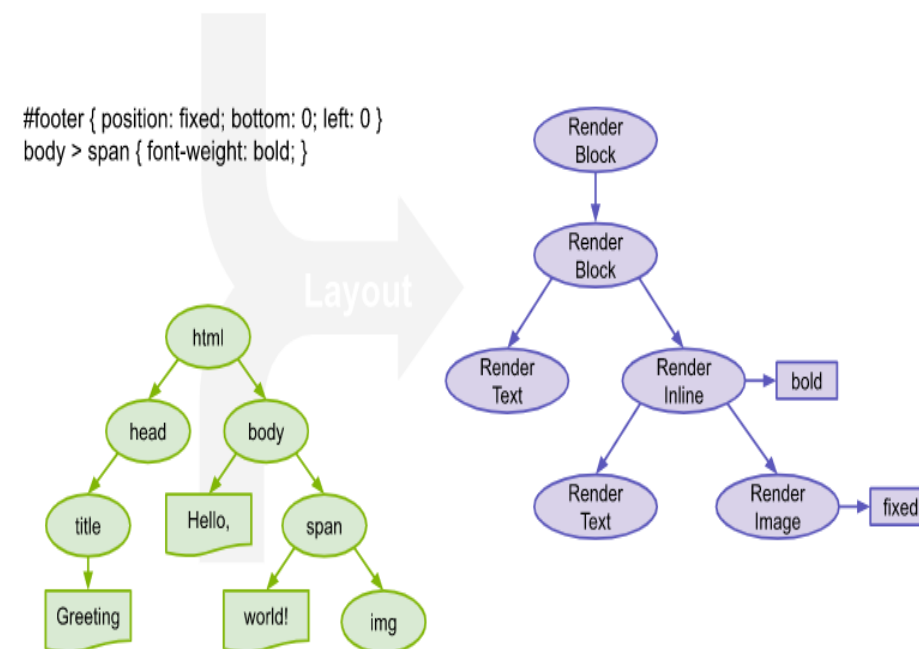 #footer { position: fixed; bottom: 0; left: 0 }
body > span { font-weight: bold; }
Layout
html
head
body
title
Hello,
span
Greeting
world!
img
Render
Block
Render
Block
Render
Text
Render
Inline
bold
Render
Text
Render
Image
fixed